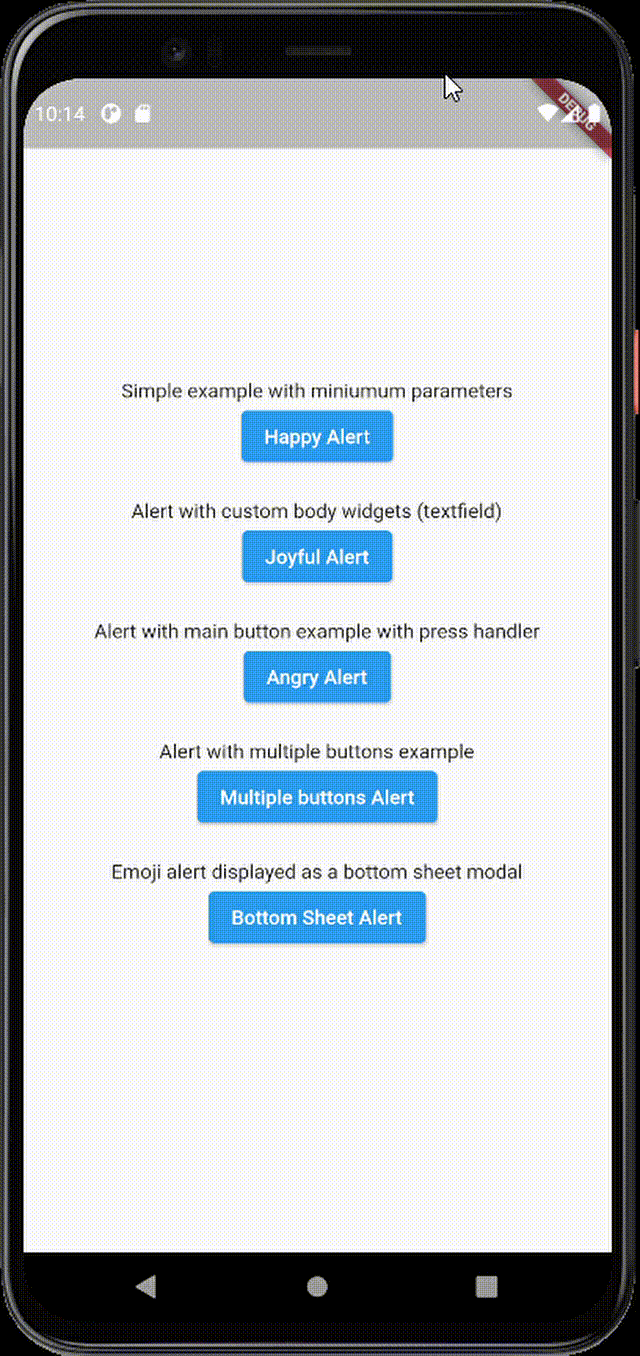 10:14
DEBUG
Simple example with miniumum parameters
Happy Alert
Alert with custom body widgets (textfield)
Joyful Alert
Alert with main button example with press handler
Angry Alert
Alert with multiple buttons example
Multiple buttons Alert
Emoji alert displayed as a bottom sheet modal
Bottom Sheet Alert